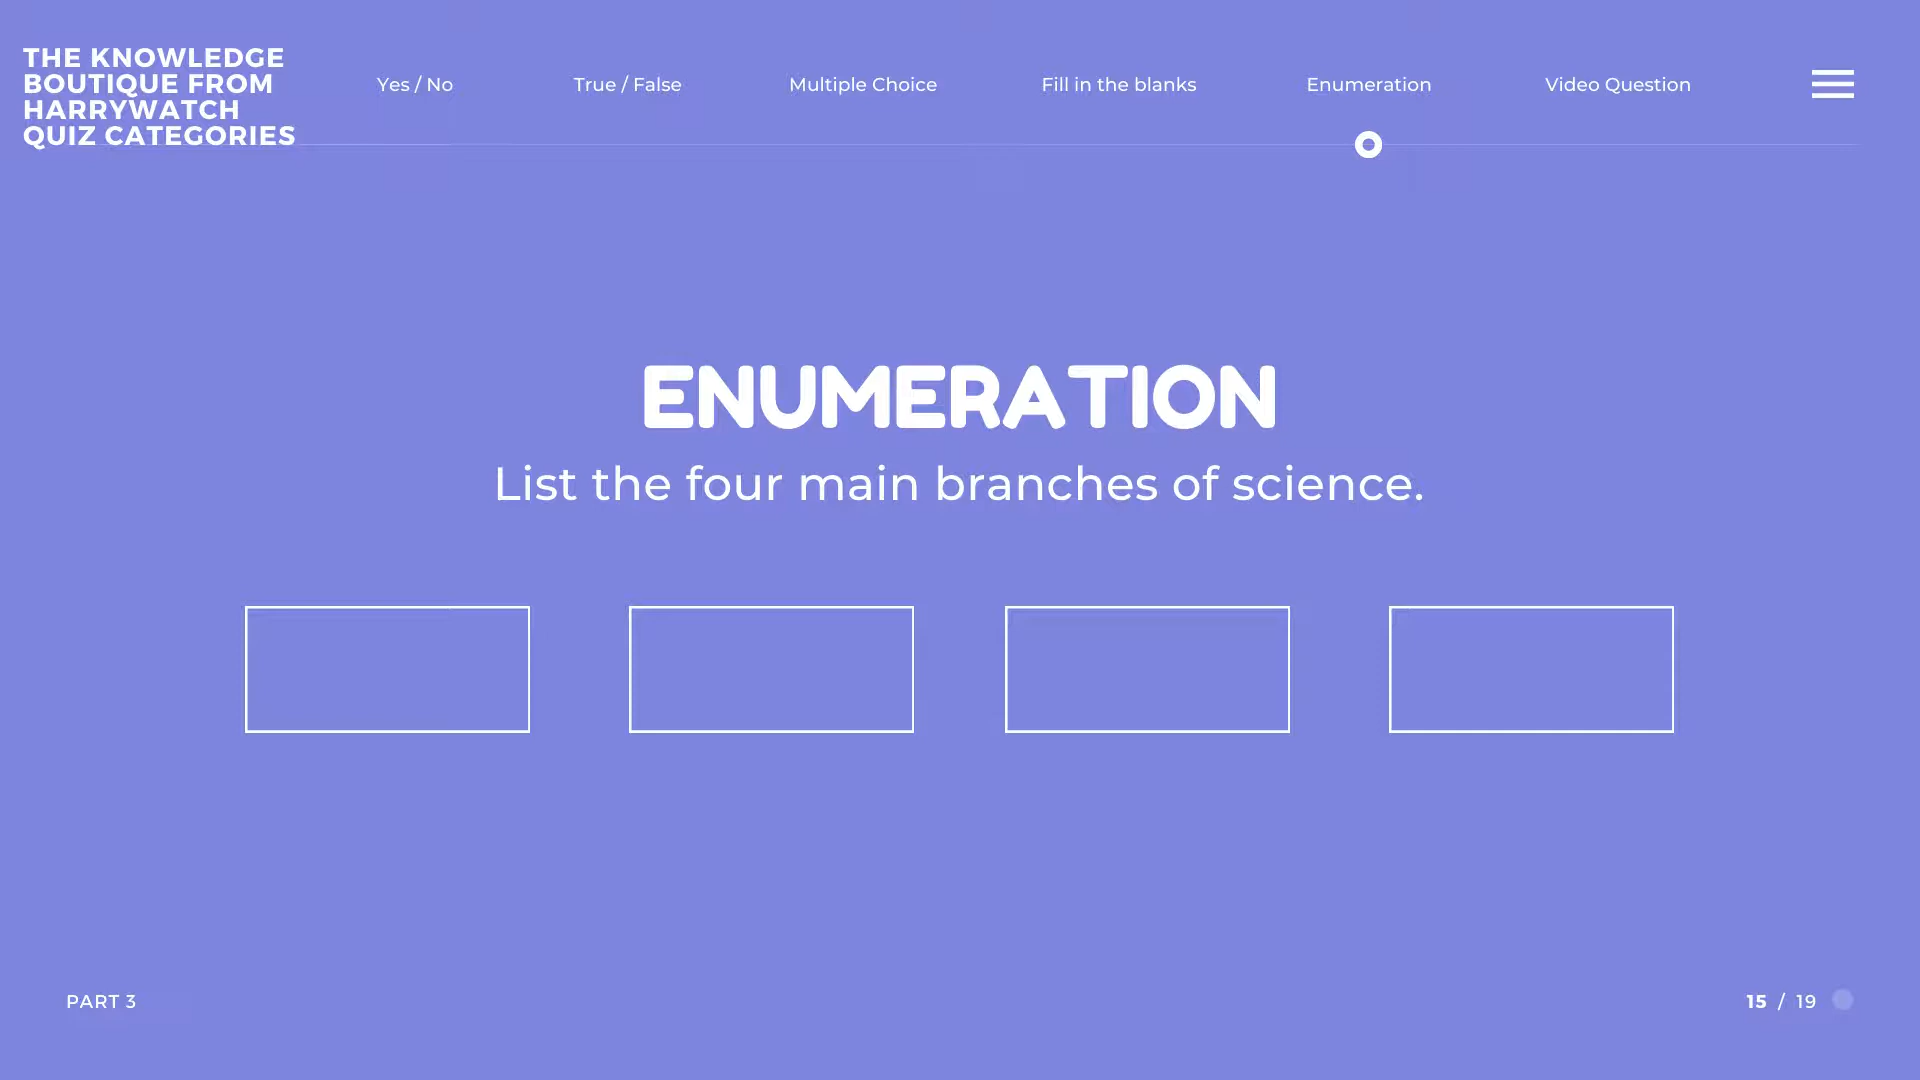 THE KNOWLEDGE
BOUTIQUE FROM
HARRYWATCH
QUIZ CATEGORIES
Yes / No
True / False
Multiple Choice
Fill in the blanks
Enumeration
Video Question
ENUMERATION
List the four main branches of science.
PART 3
15 / 19